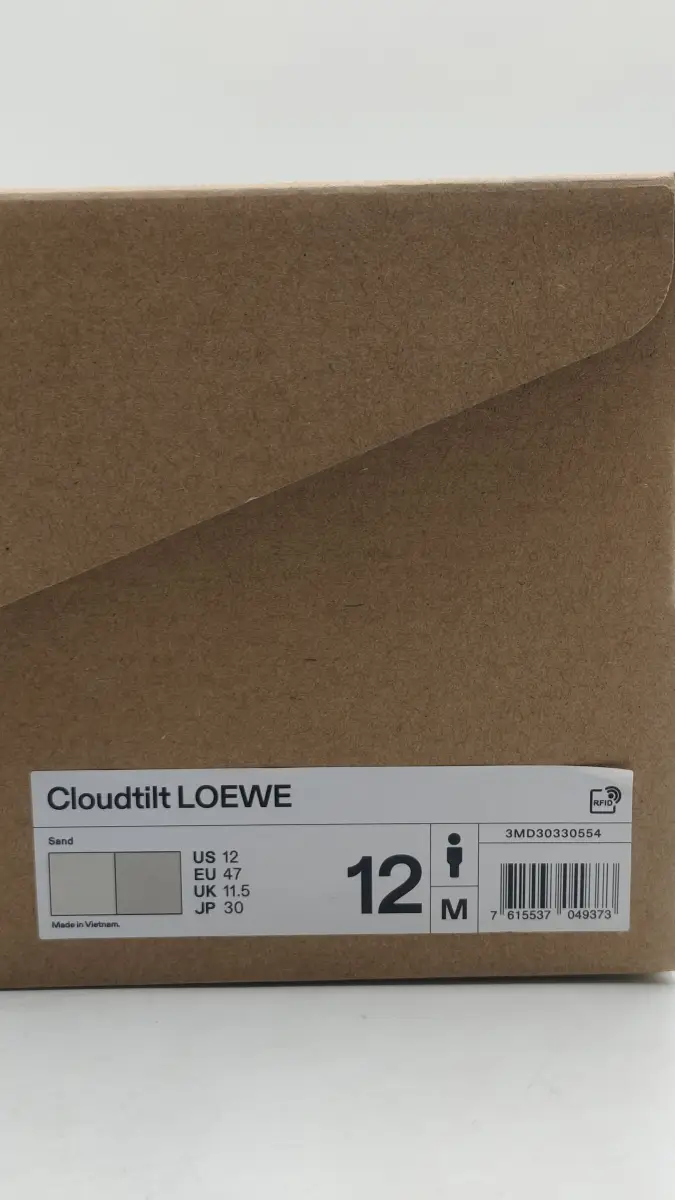 Cloudtilt LOEWE
RFID
Sand
US 12
EU 47
UK 11.5
JP 30
Made in Vietnam.
12
M
3MD30330554
7 615537 049373